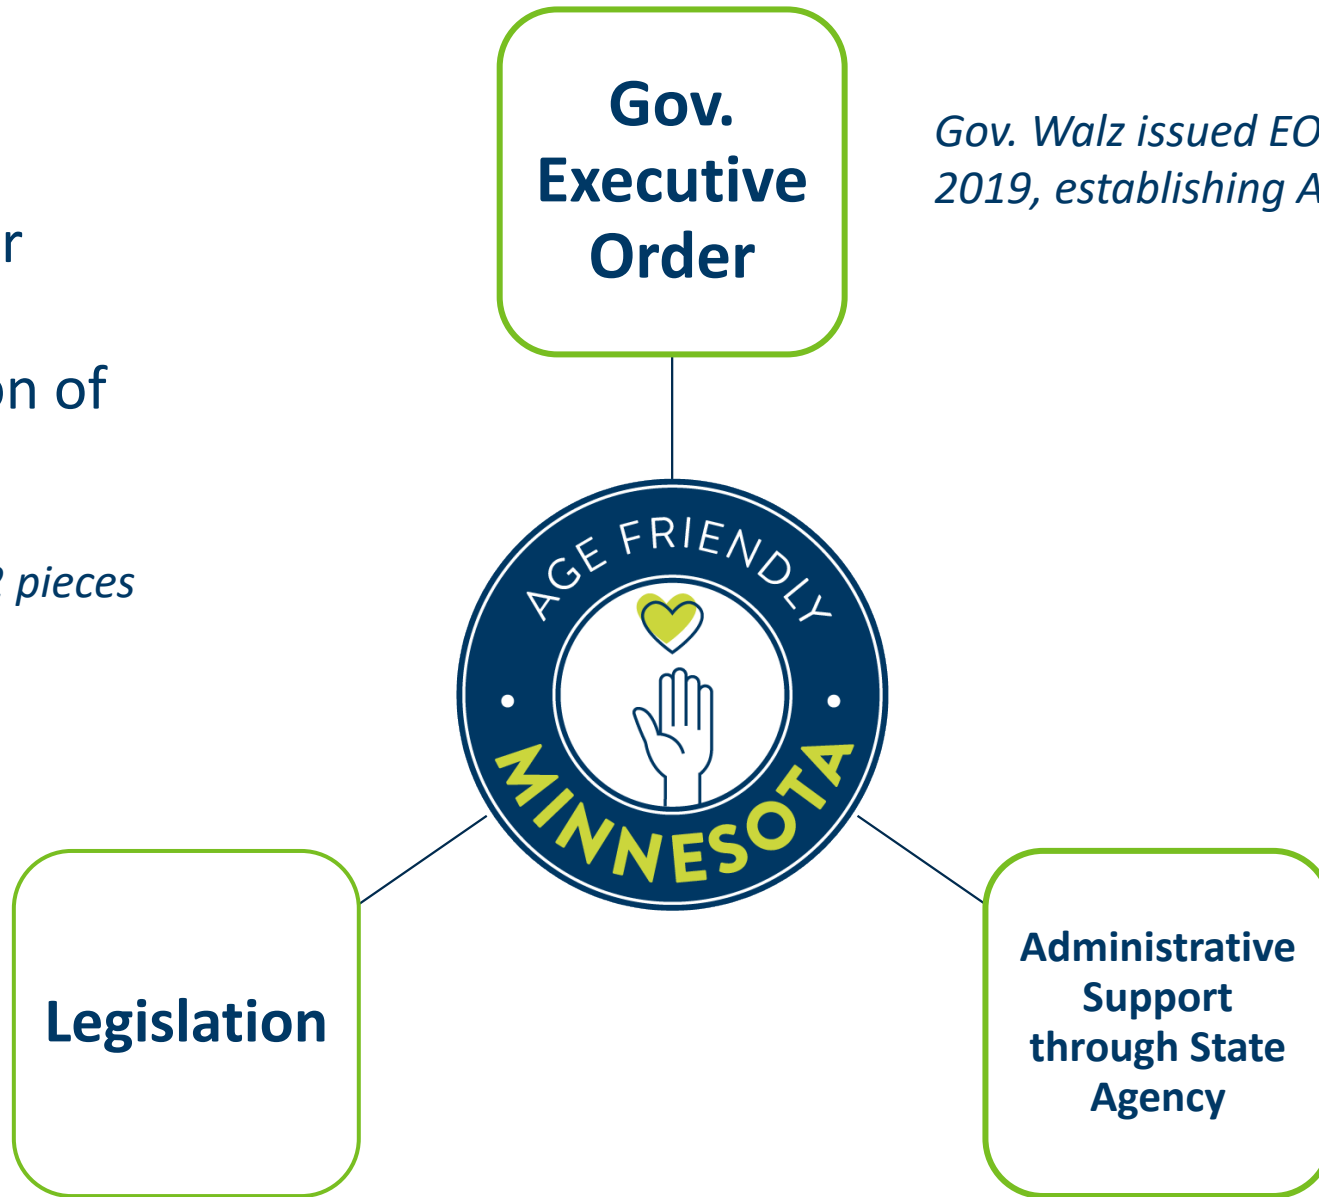 Gov.
Executive
Order
Gov. Walz issued EO
2019, establishing A
r
on of
pieces
AGE FRIENDLY
MINNESOTA
Legislation
Administrative
Support
through State
Agency